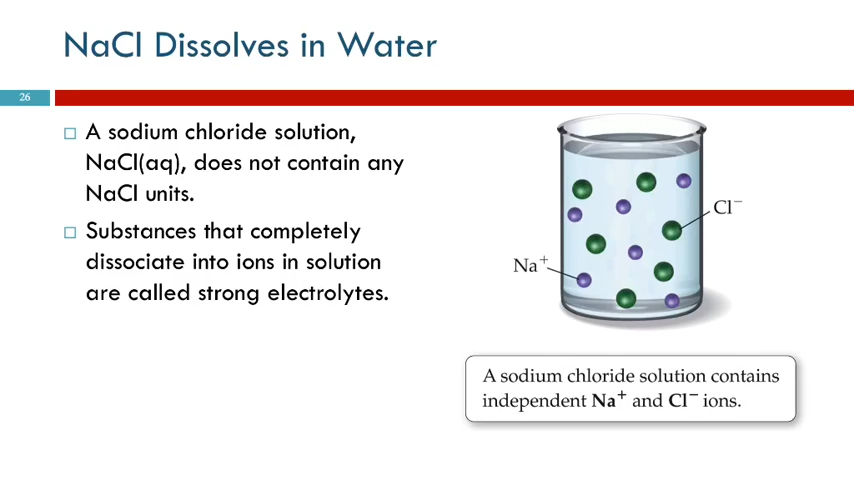 NaCl Dissolves in Water
26
A sodium chloride solution,
NaCl(aq), does not contain any
NaCl units.
Substances that completely
dissociate into ions in solution
are called strong electrolytes.
Cl⁻
Na⁺
A sodium chloride solution contains
independent Na⁺ and Cl⁻ ions.